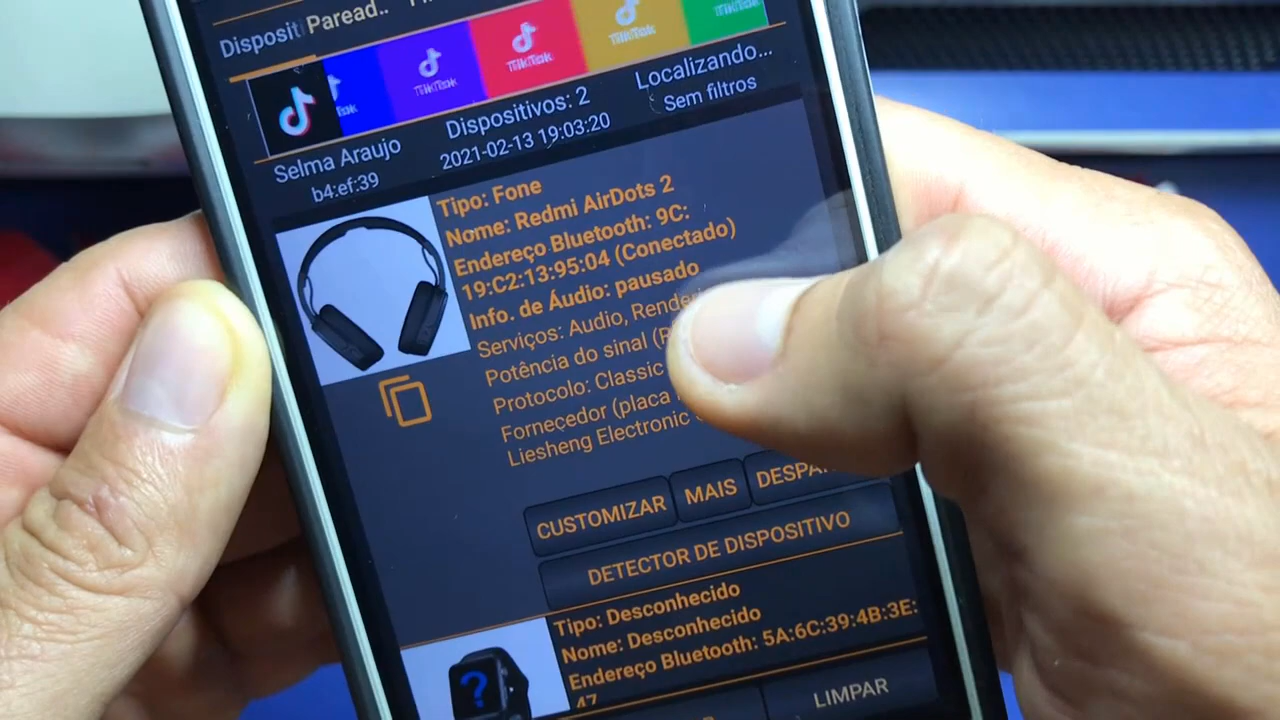 Disposit Paread..
TikTok TikTok TikTok TikTok
Selma Araujo
b4:ef:39
Dispositivos: 2
2021-02-13 19:03:20
Localizando...
Sem filtros
Tipo: Fone
Nome: Redmi AirDots 2
Endereço Bluetooth: 9C:
19:C2:13:95:04 (Conectado)
Info. de Áudio: pausado
Serviços: Audio, Render
Potência do sinal
Protocolo: Classic
Fornecedor (placa
Liesheng Electronic
CUSTOMIZAR
MAIS
DESPA
DETECTOR DE DISPOSITIVO
Tipo: Desconhecido
Nome: Desconhecido
Endereço Bluetooth: 5A:6C:39:4B:3E:
47
?
LIMPAR